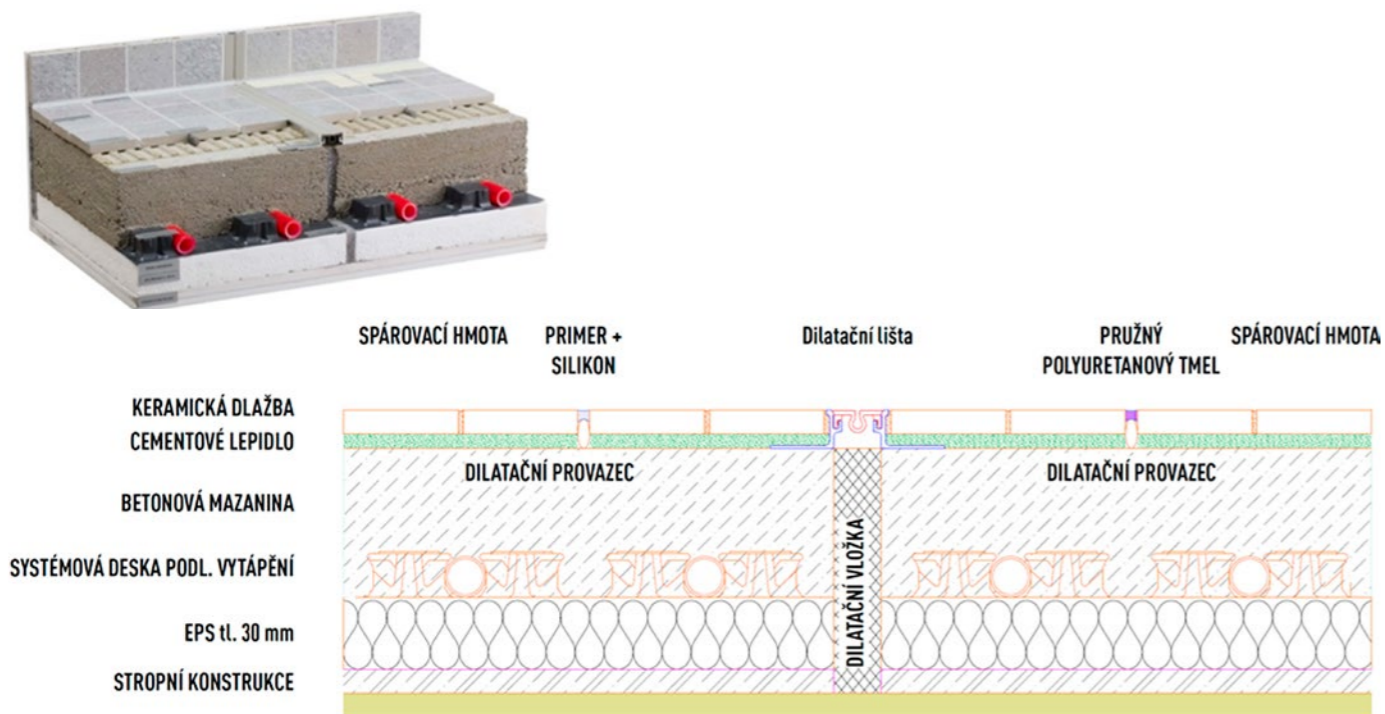 SPÁROVACÍ HMOTA
PRIMER +
SILIKON
Dilatační lišta
PRUŽNÝ
POLYURETANOVÝ TMEL
SPÁROVACÍ HMOTA
KERAMICKÁ DLAŽBA
CEMENTOVÉ LEPIDLO
DILATAČNÍ PROVAZEC
DILATAČNÍ PROVAZEC
BETONOVÁ MAZANINA
DILATAČNÍ VLOŽKA
SYSTÉMOVÁ DESKA PODL. VYTÁPĚNÍ
EPS tl. 30 mm
STROPNÍ KONSTRUKCE